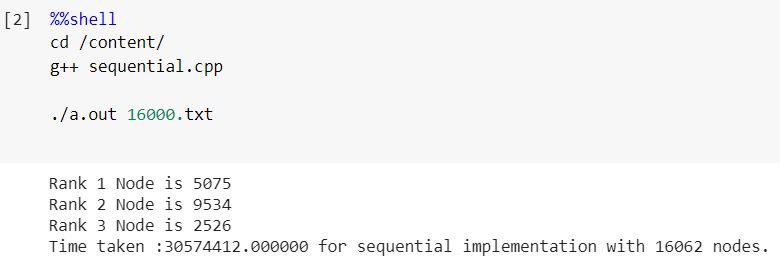 [2] %%shell
cd /content/
g++ sequential.cpp
./a.out 16000.txt
Rank 1 Node is 5075
Rank 2 Node is 9534
Rank 3 Node is 2526
Time taken :30574412.000000 for sequential implementation with 16062 nodes.